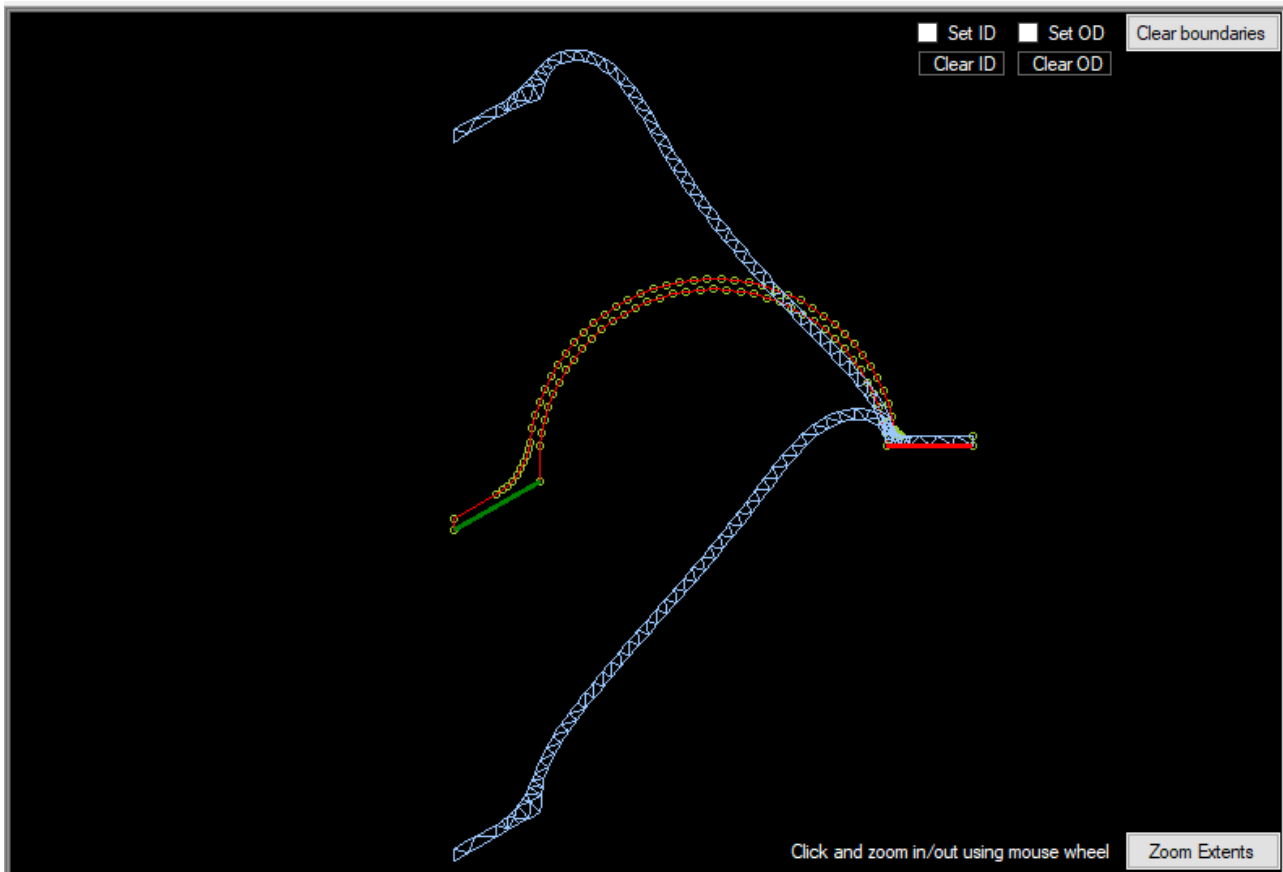 Set ID Set OD Clear boundaries
Clear ID Clear OD
Click and zoom in/out using mouse wheel Zoom Extents